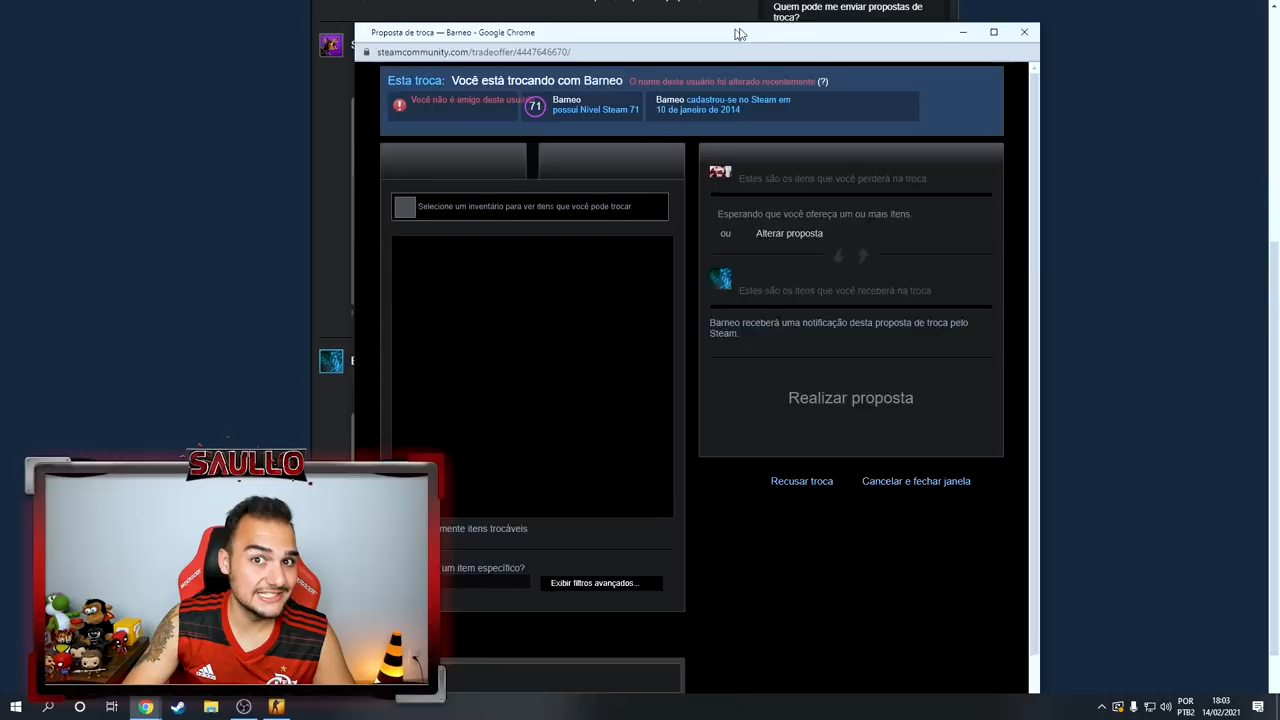 Quem pode me enviar propostas de
troca?
Proposta de troca — Barneo - Google Chrome
steamcommunity.com/tradeoffer/4447646670/
Esta troca: Você está trocando com Barneo O nome deste usuário foi alterado recentemente (?)
Você não é amigo deste usu
71
Barneo
possui Nível Steam 71
Barneo cadastrou-se no Steam em
10 de janeiro de 2014
Selecione um inventário para ver itens que você pode trocar
Estes são os itens que você perderá na troca.
Esperando que você ofereça um ou mais itens.
ou Alterar proposta
Estes são os itens que você receberá na troca
Barneo receberá uma notificação desta proposta de troca pelo
Steam.
Realizar proposta
Recusar troca Cancelar e fechar janela
mente itens trocáveis
um item específico?
Exibir filtros avançados...
SAULLO
POR
PTB2
18:03
14/02/2021